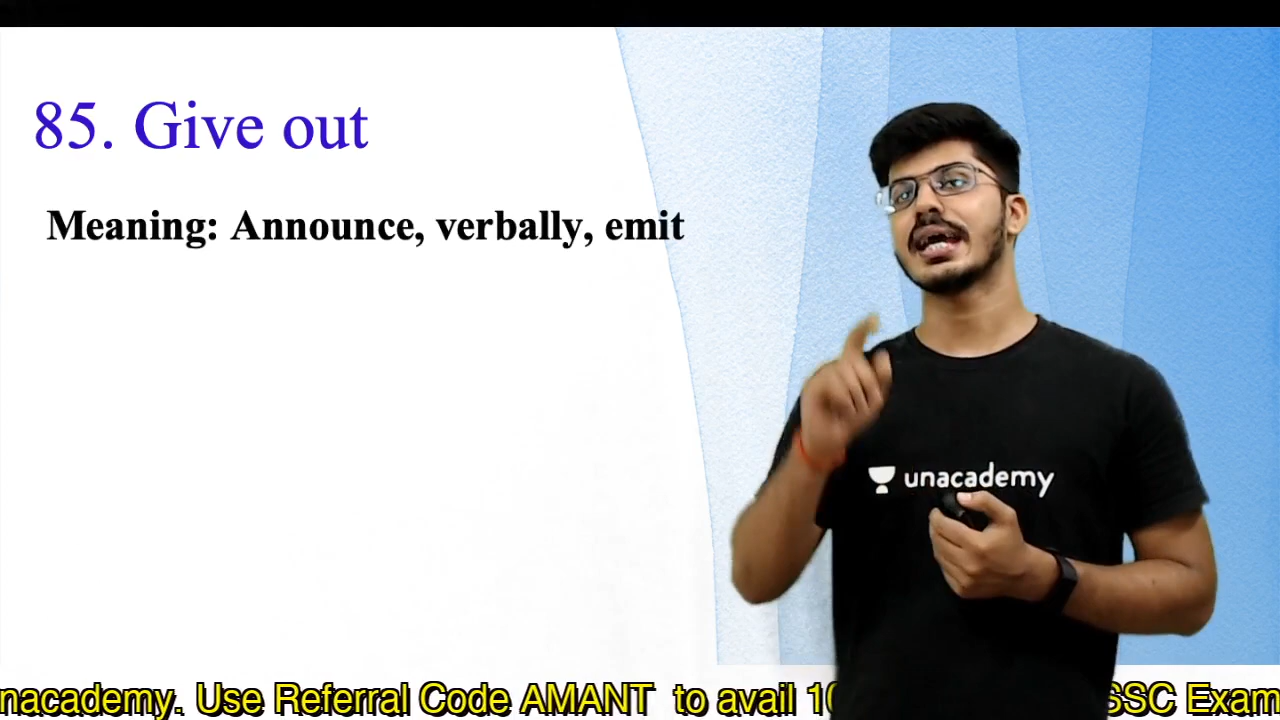 85. Give out
Meaning: Announce, verbally, emit
unacademy
nacademy. Use Referral Code AMANT to avail 10 SSC Exam